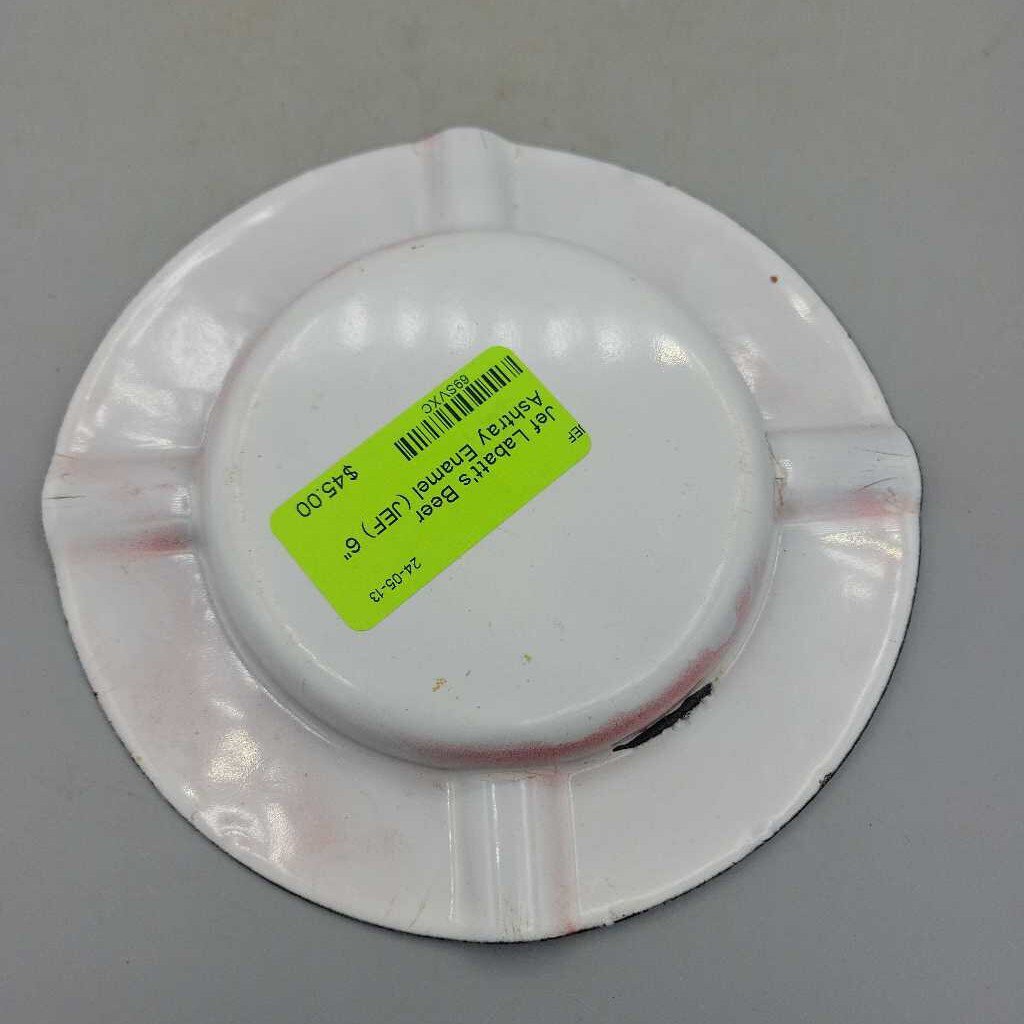 JEF
Jef Labatt's Beer
Ashtray Enamel (JEF) 6"
24-05-13
69SVXC
$45.00